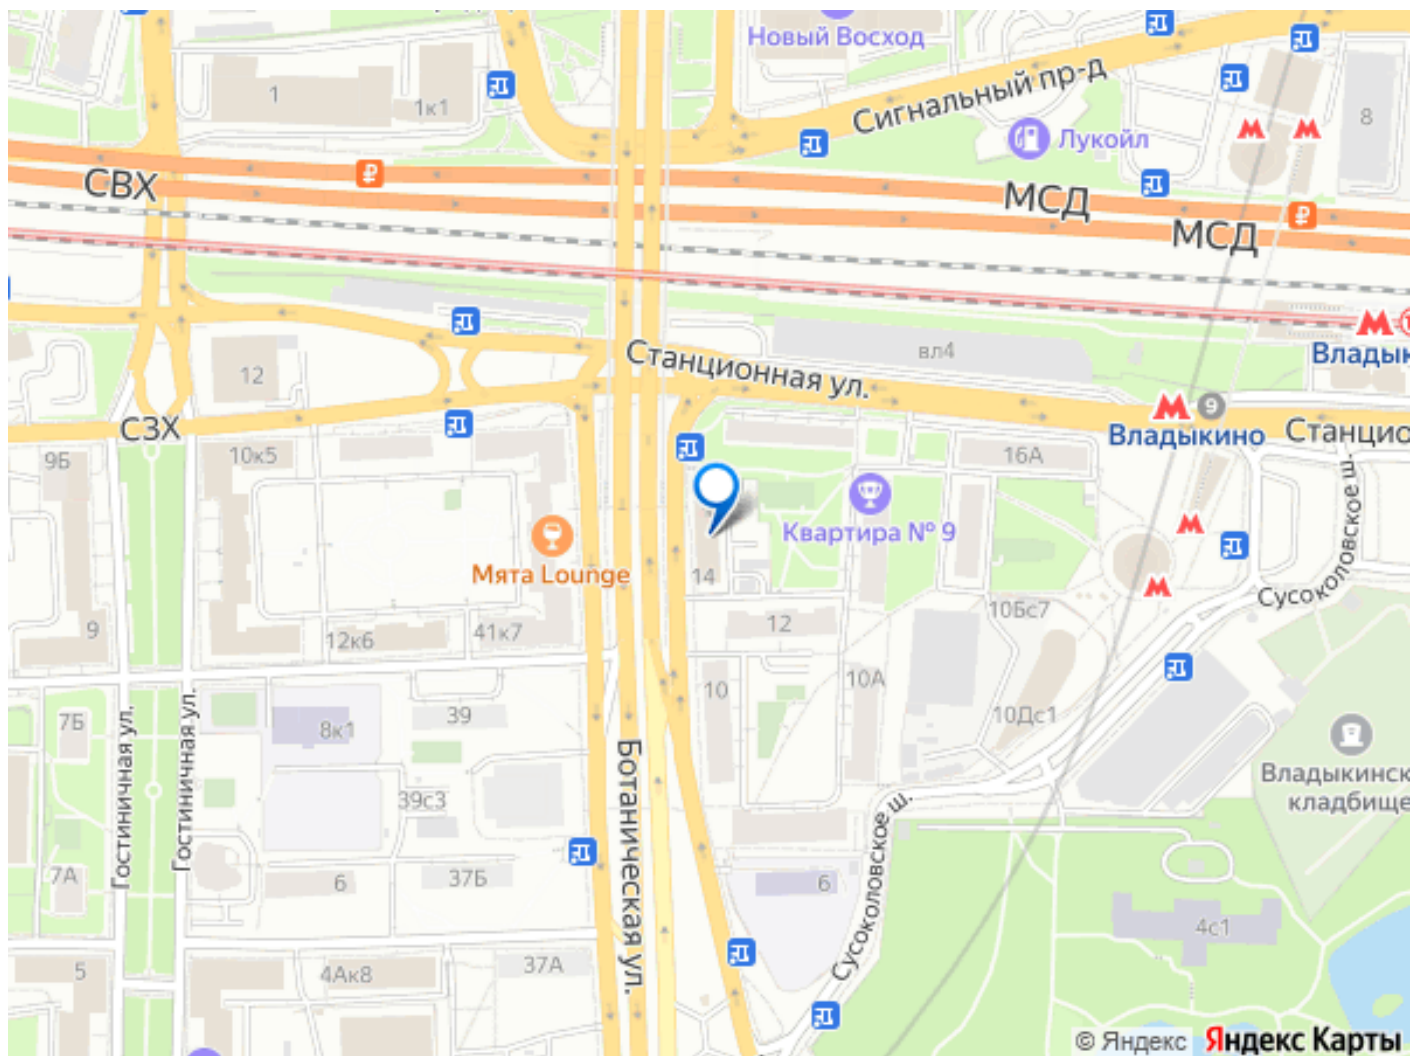 Новый Восход
1
1к1
Сигнальный пр-д
Лукойл
8
СВХ
МСД
МСД
вл4
Владык
Станционная ул.
12
СЗХ
9
Владыкино
Станцио
9Б
10к5
16А
Квартира № 9
Мята Lounge
14
Сусоколовское ш.
10Бс7
9
12к6
41к7
12
10
10А
10Дс1
7Б
8к1
39
Гостиничная ул.
Гостиничная ул.
Ботаническая ул.
39с3
Владыкинск
кладбище
Сусоколовское ш.
7А
6
37Б
6
4с1
5
4Ак8
37А
© Яндекс Яндекс Карты